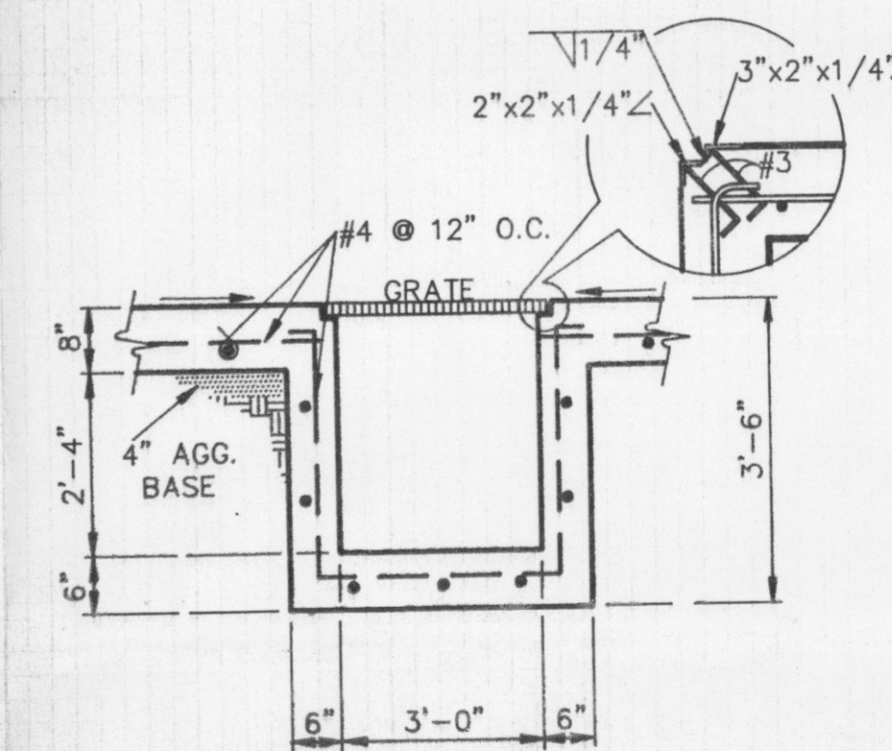 1/4"
3"x2"x1/4"
2"x2"x1/4"∠
#3
#4 @ 12" O.C.
GRATE
8"
4" AGG.
BASE
2'-4"
3'-6"
6"
6"
3'-0"
6"